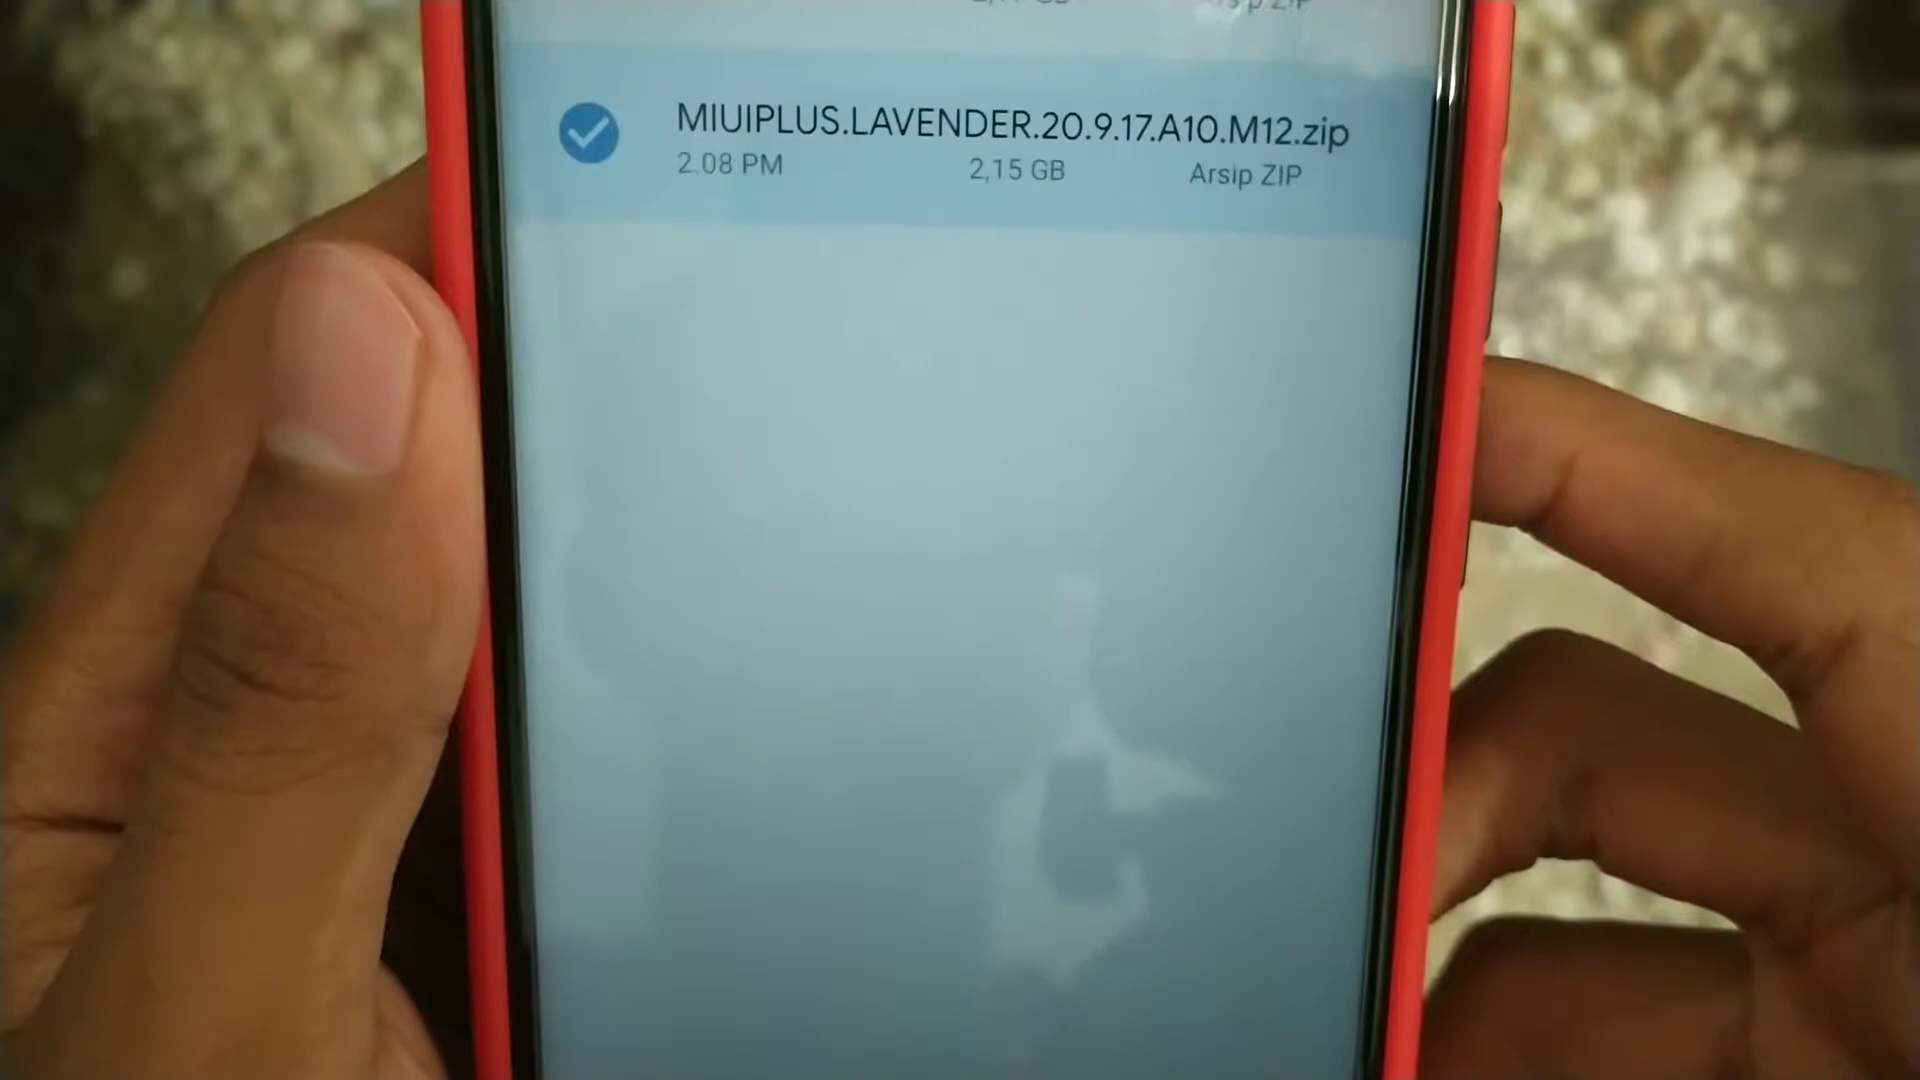 MIUIPLUS.LAVENDER.20.9.17.A10.M12.zip
2.08 PM 2,15 GB Arsip ZIP